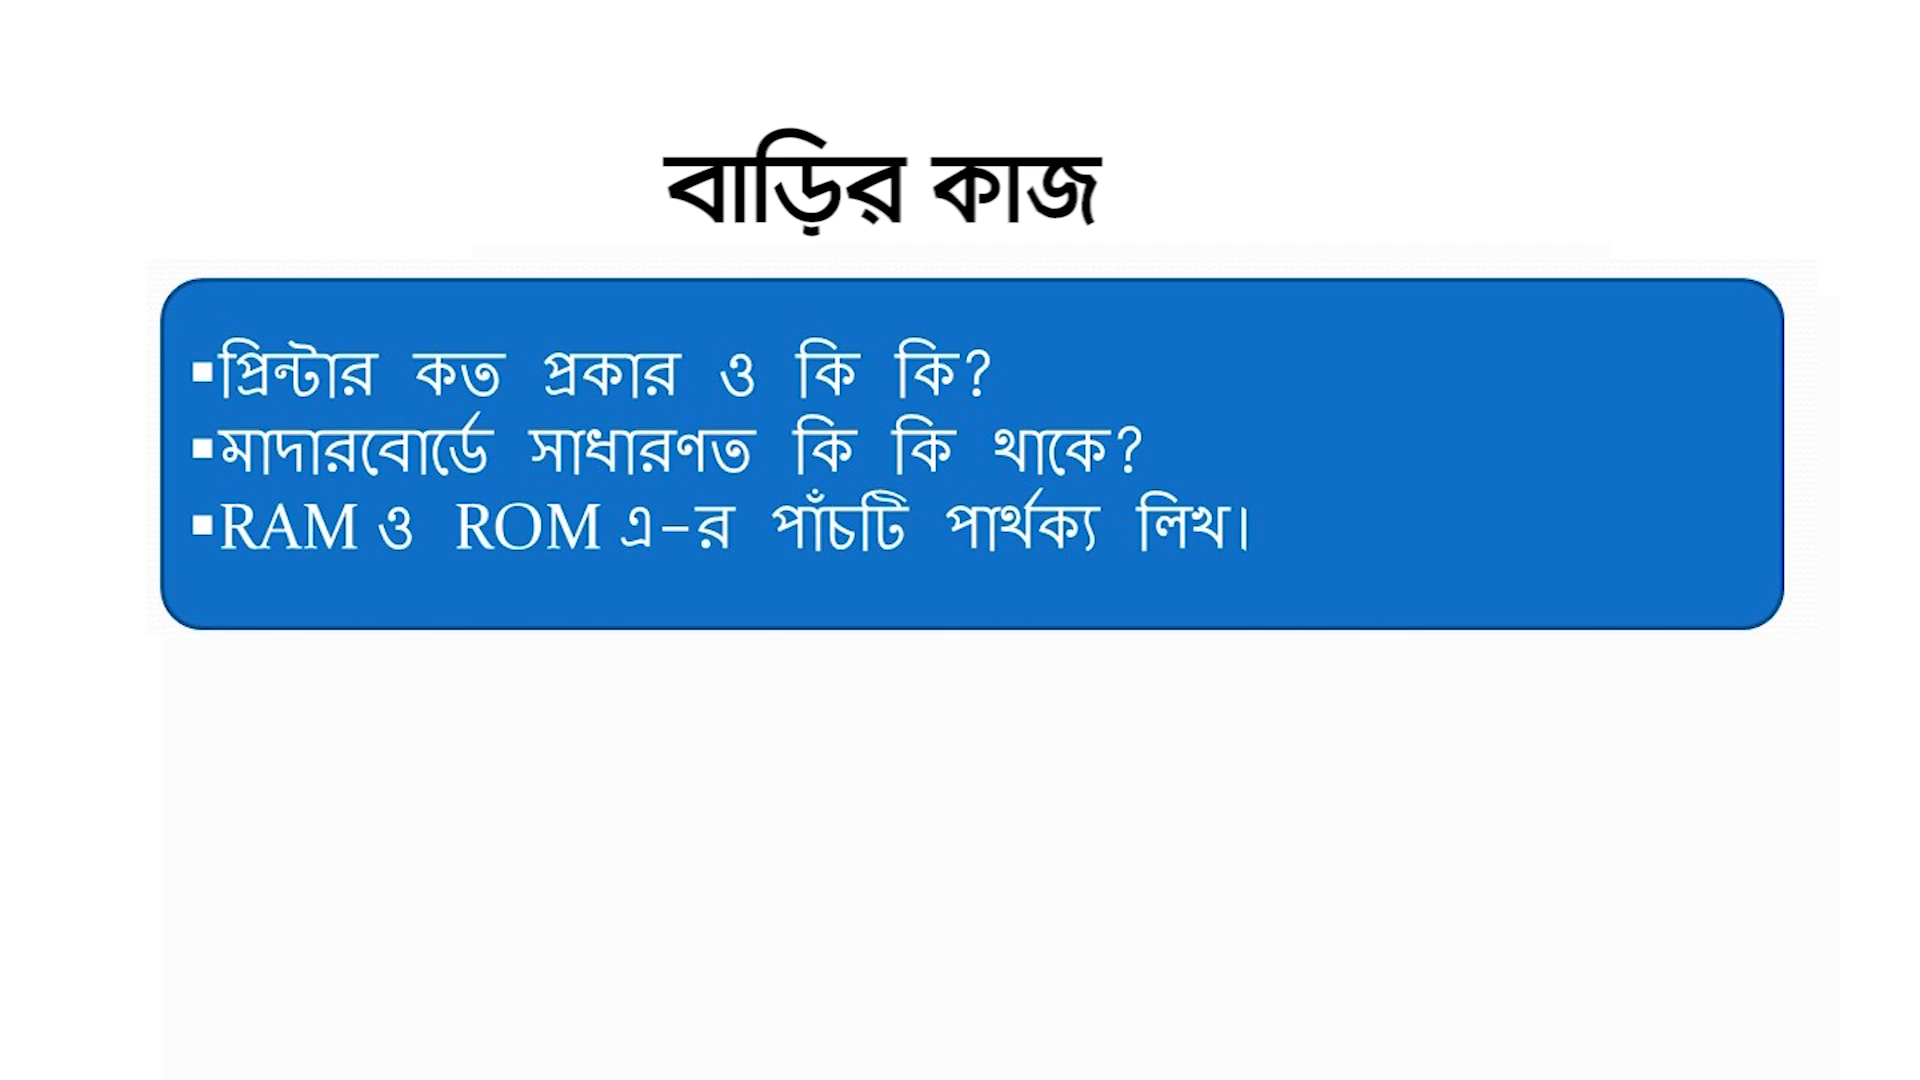 বাড়ির কাজ
▪প্রিন্টার কত প্রকার ও কি কি?
▪মাদারবোর্ডে সাধারণত কি কি থাকে?
▪RAM ও ROM এ-র পাঁচটি পার্থক্য লিখ।